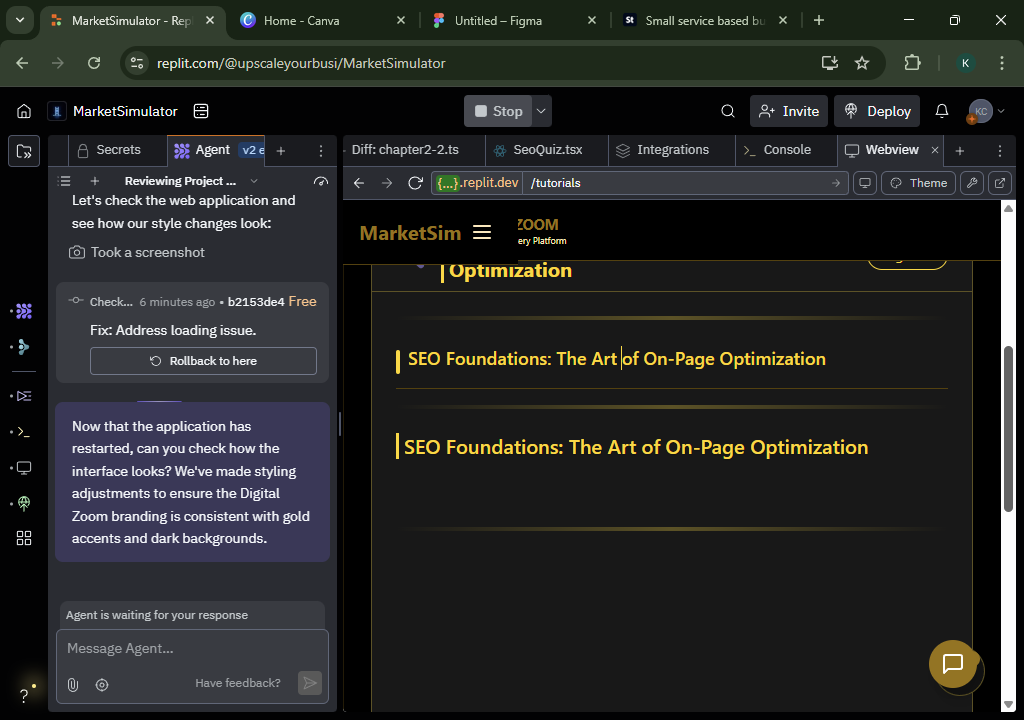 MarketSimulator - Repl
Home - Canva
Untitled – Figma
St
Small service based bu
replit.com/@upscaleyourbusi/MarketSimulator
K
MarketSimulator
Stop
Invite
Deploy
KC
Secrets
Agent
v2 e
Diff: chapter2-2.ts
SeoQuiz.tsx
Integrations
Console
Webview
Reviewing Project ...
{...}.replit.dev
/tutorials
Theme
Let's check the web application and
see how our style changes look:
Took a screenshot
Check... 6 minutes ago • b2153de4 Free
Fix: Address loading issue.
Rollback to here
Now that the application has
restarted, can you check how the
interface looks? We've made styling
adjustments to ensure the Digital
Zoom branding is consistent with gold
accents and dark backgrounds.
Agent is waiting for your response
Message Agent...
Have feedback?
?
MarketSim
ZOOM
ery Platform
Optimization
SEO Foundations: The Art of On-Page Optimization
SEO Foundations: The Art of On-Page Optimization